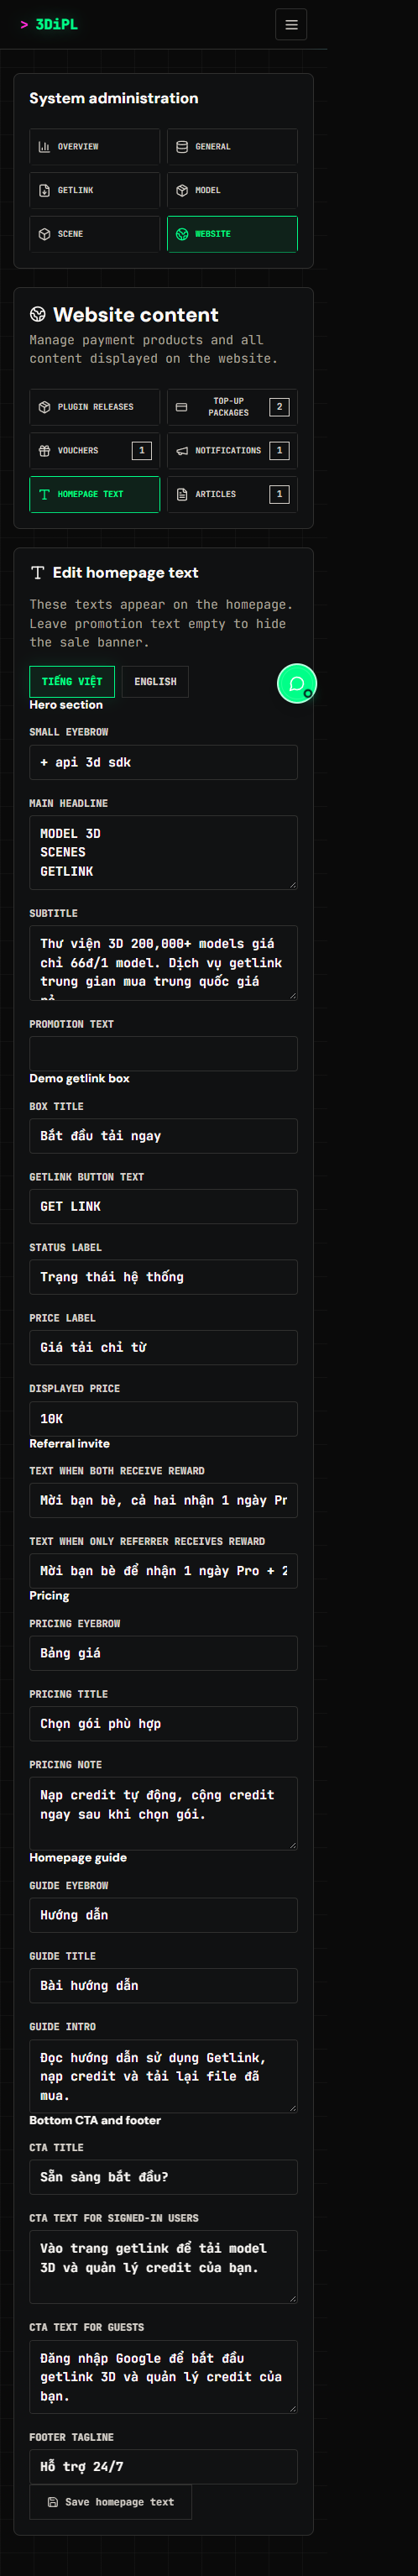 > 3DiPL
System administration
OVERVIEW
GENERAL
GETLINK
MODEL
SCENE
WEBSITE
Website content
Manage payment products and all
content displayed on the website.
PLUGIN RELEASES
TOP-UP
PACKAGES
2
VOUCHERS
1
NOTIFICATIONS
1
HOMEPAGE TEXT
ARTICLES
1
Edit homepage text
These texts appear on the homepage.
Leave promotion text empty to hide
the sale banner.
TIẾNG VIỆT
ENGLISH
Hero section
SMALL EYEBROW
+ api 3d sdk
MAIN HEADLINE
MODEL 3D
SCENES
GETLINK
SUBTITLE
Thư viện 3D 200,000+ models giá
chỉ 66đ/1 model. Dịch vụ getlink
trung gian mua trung quốc giá
PROMOTION TEXT
Demo getlink box
BOX TITLE
Bắt đầu tải ngay
GETLINK BUTTON TEXT
GET LINK
STATUS LABEL
Trạng thái hệ thống
PRICE LABEL
Giá tải chỉ từ
DISPLAYED PRICE
10K
Referral invite
TEXT WHEN BOTH RECEIVE REWARD
Mời bạn bè, cả hai nhận 1 ngày Pr
TEXT WHEN ONLY REFERRER RECEIVES REWARD
Mời bạn bè để nhận 1 ngày Pro + 2
Pricing
PRICING EYEBROW
Bảng giá
PRICING TITLE
Chọn gói phù hợp
PRICING NOTE
Nạp credit tự động, cộng credit
ngay sau khi chọn gói.
Homepage guide
GUIDE EYEBROW
Hướng dẫn
GUIDE TITLE
Bài hướng dẫn
GUIDE INTRO
Đọc hướng dẫn sử dụng Getlink,
nạp credit và tải lại file đã
mua.
Bottom CTA and footer
CTA TITLE
Sẵn sàng bắt đầu?
CTA TEXT FOR SIGNED-IN USERS
Vào trang getlink để tải model
3D và quản lý credit của bạn.
CTA TEXT FOR GUESTS
Đăng nhập Google để bắt đầu
getlink 3D và quản lý credit của
bạn.
FOOTER TAGLINE
Hỗ trợ 24/7
Save homepage text